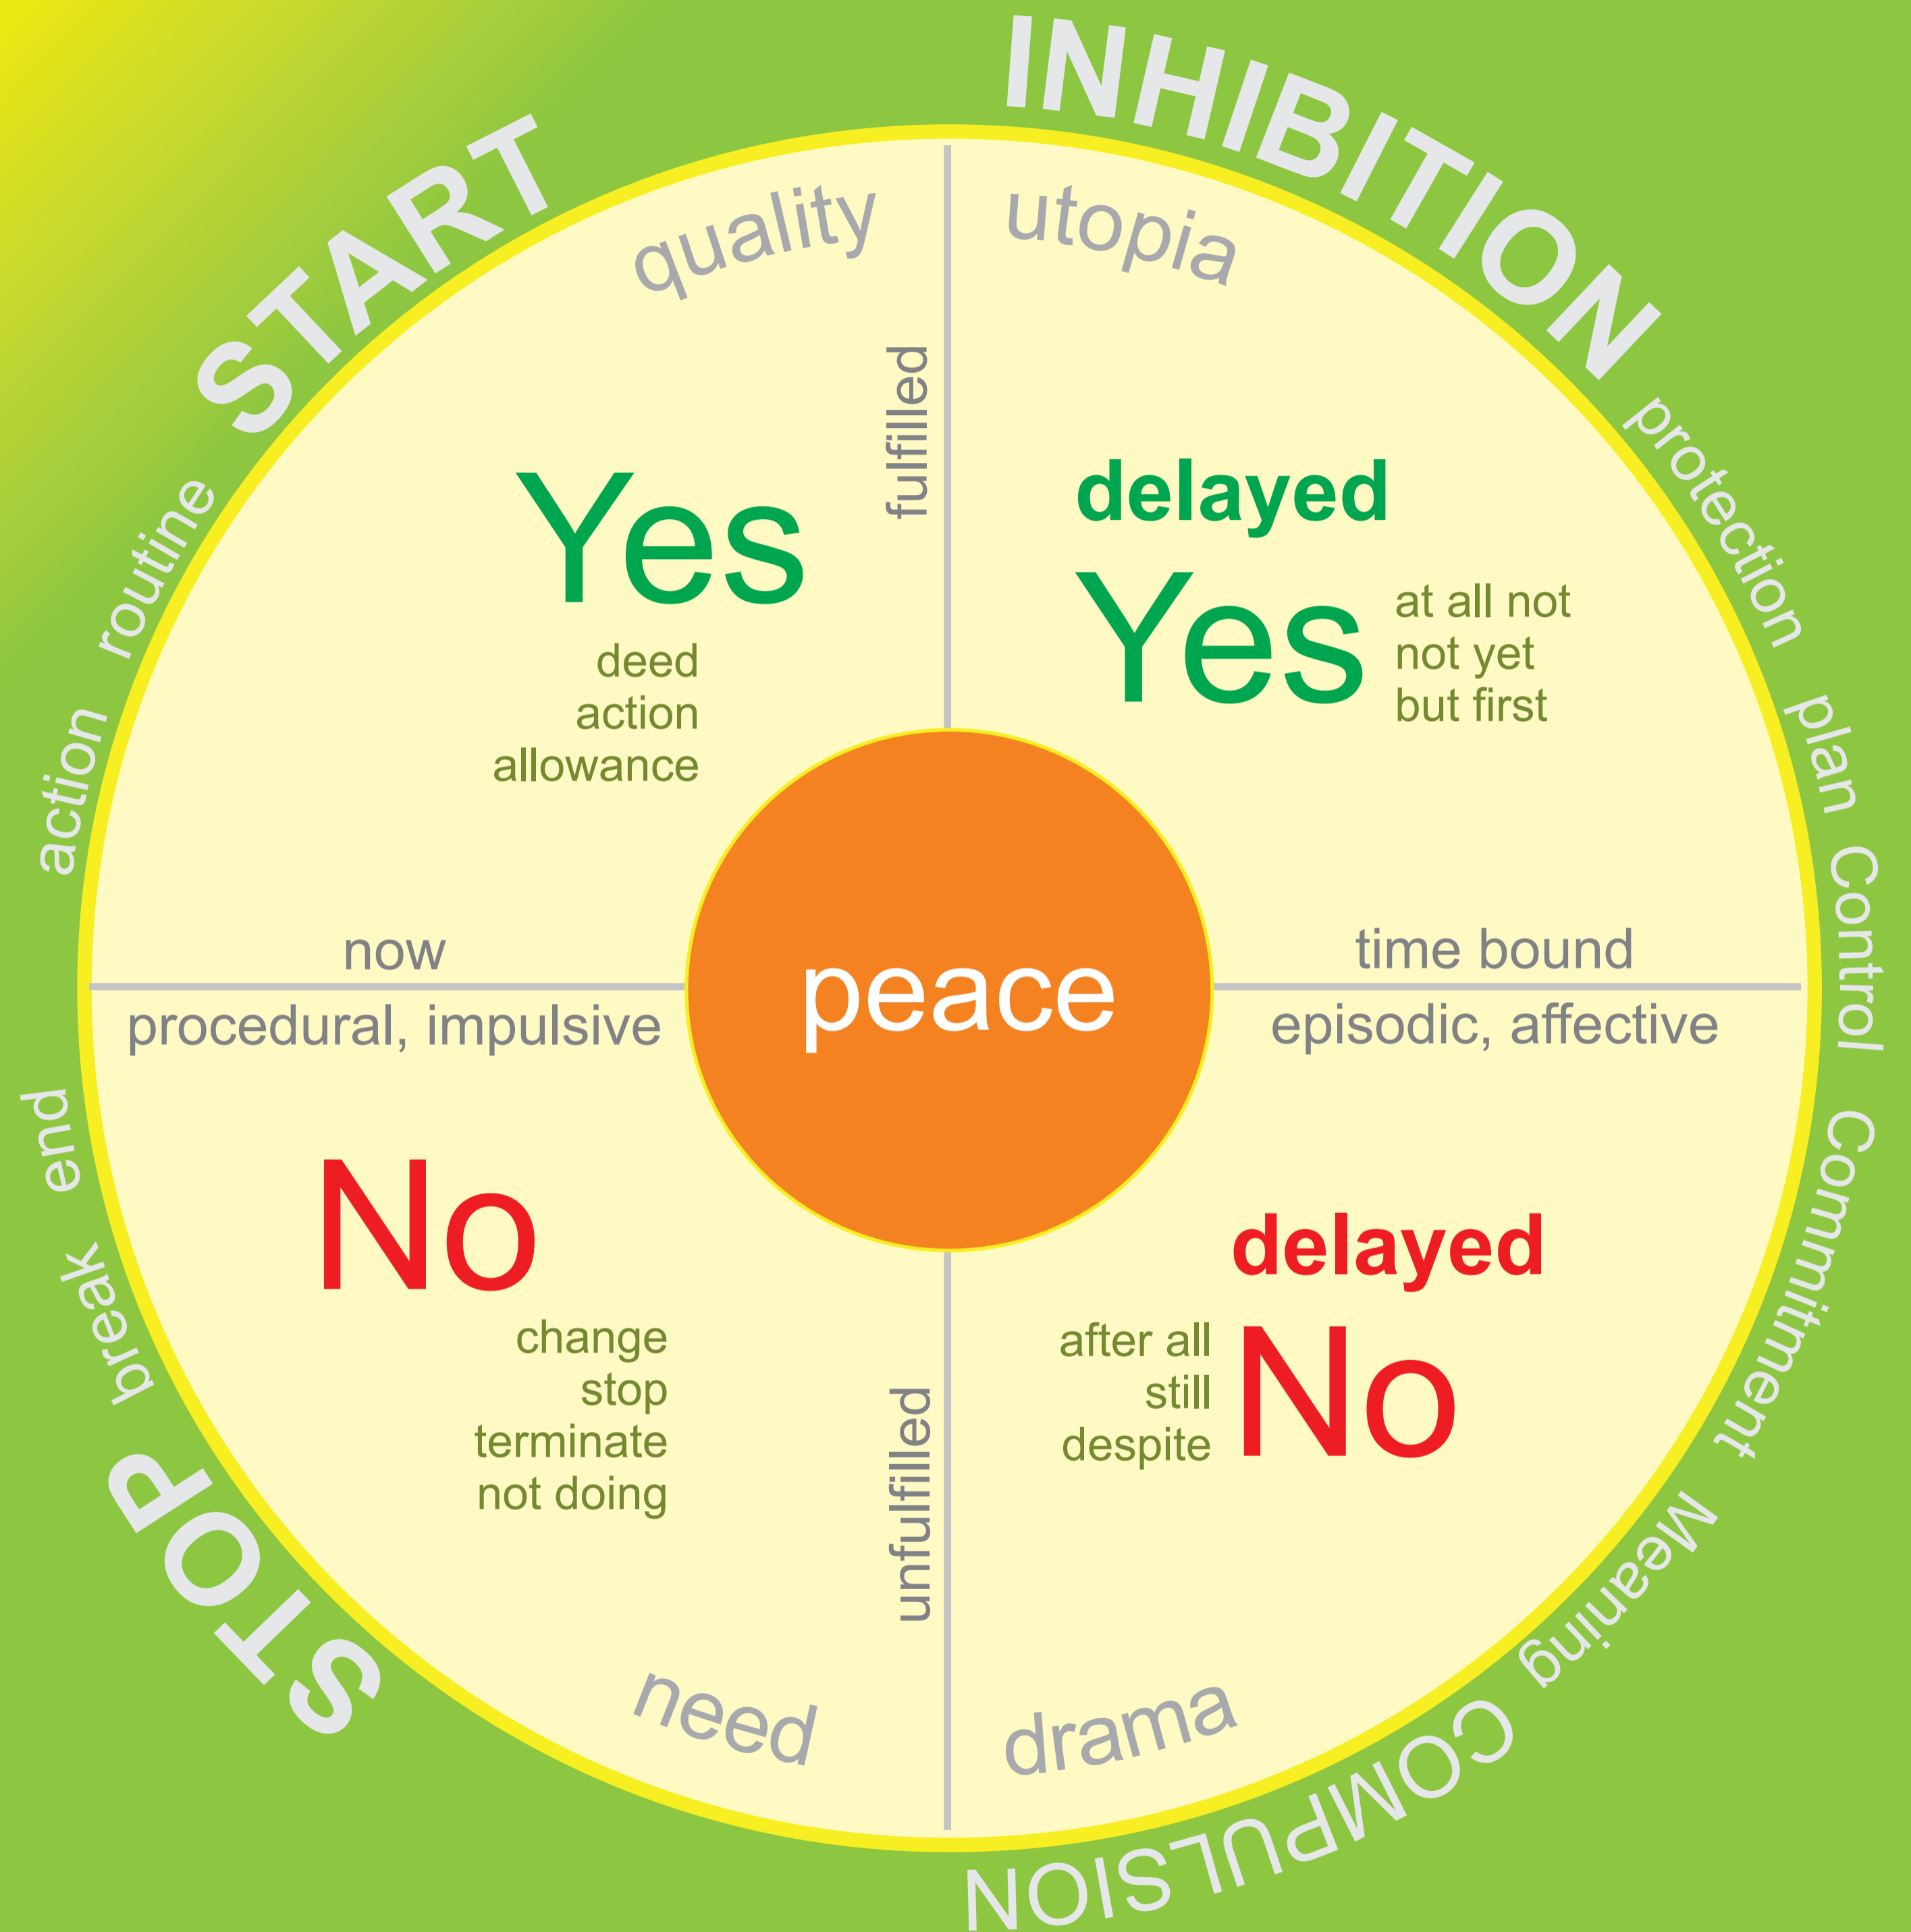 INHIBITION
START
quality
utopia
fulfilled
protection
routine
Yes
delayed
Yes
deed
action
allowance
at all not
not yet
but first
plan
action
Control
now
time bound
peace
procedural, impulsive
episodic, affective
end
Commitment
No
delayed
No
break
change
stop
terminate
not doing
after all
still
despite
unfulfilled
Meaning
STOP
need
drama
COMPULSION